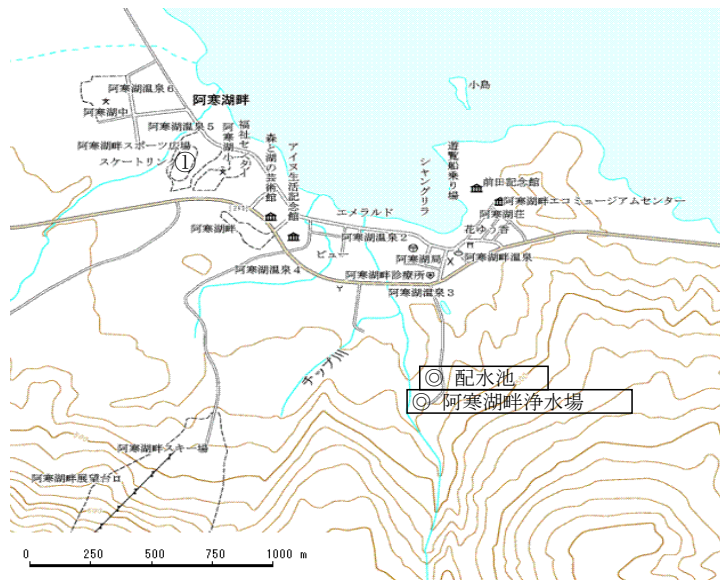 小島
阿寒湖温泉6
阿寒湖畔
阿寒湖中
阿寒湖温泉5
阿寒湖畔スポーツ広場
スケートリンク
①
阿寒湖小
福祉センター
森と湖の芸術館
アイヌ生活記念館
シャングリラ
遊覧船乗り場
前田記念館
阿寒湖畔エコミュージアムセンター
阿寒湖荘
エメラルド
花ゆう香
阿寒湖畔
阿寒湖温泉2
ビュー
阿寒湖局
阿寒湖畔温泉
阿寒湖温泉4
阿寒湖畔診療所
阿寒湖温泉3
チップ川
◎ 配水池
◎ 阿寒湖畔浄水場
阿寒湖畔スキー場
阿寒湖畔展望台
0 250 500 750 1000 m